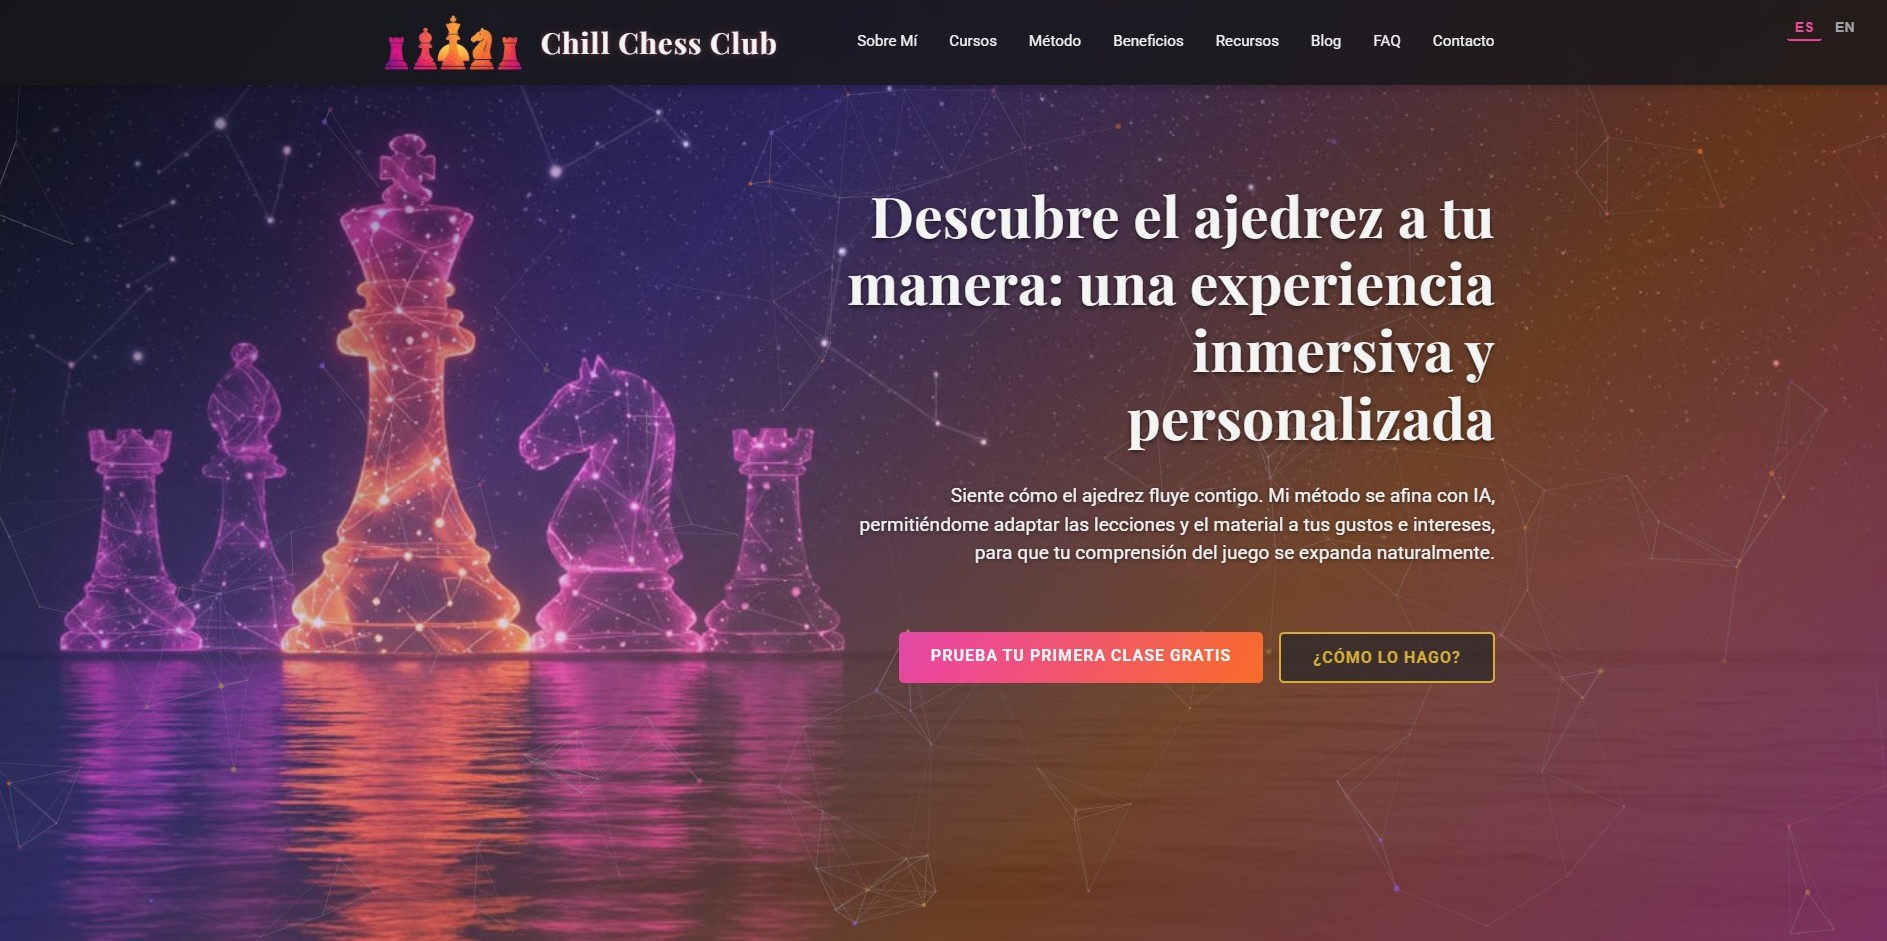 Chill Chess Club
Sobre Mí Cursos Método Beneficios Recursos Blog FAQ Contacto
ES EN
Descubre el ajedrez a tu
manera: una experiencia
inmersiva y
personalizada
Siente cómo el ajedrez fluye contigo. Mi método se afina con IA,
permitiéndome adaptar las lecciones y el material a tus gustos e intereses,
para que tu comprensión del juego se expanda naturalmente.
PRUEBA TU PRIMERA CLASE GRATIS
¿CÓMO LO HAGO?